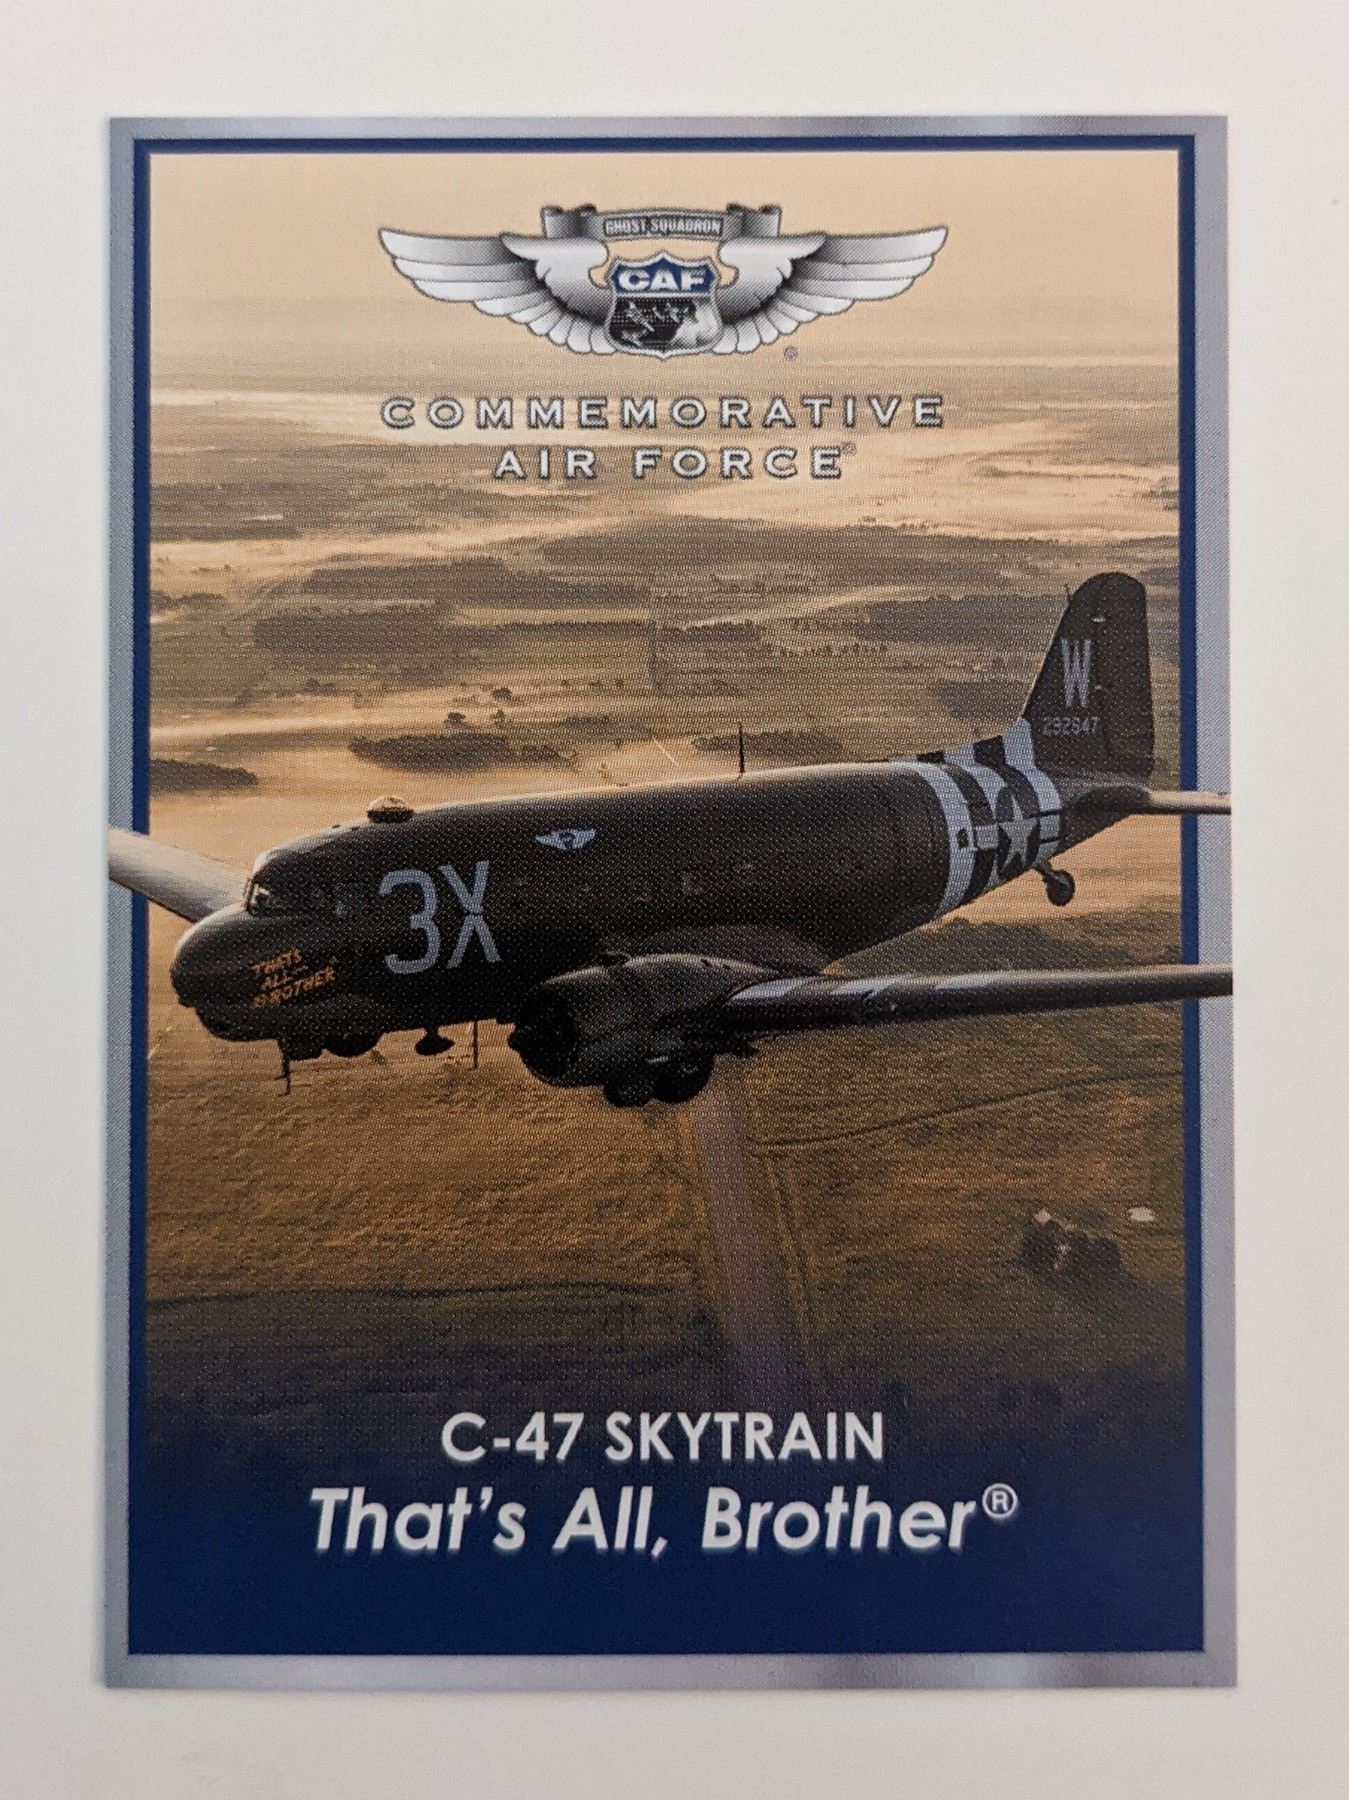 GHOST SQUADRON
CAF
®
COMMEMORATIVE
AIR FORCE®
W
292847
3X
THAT'S
ALL
BROTHER
C-47 SKYTRAIN
That's All, Brother®